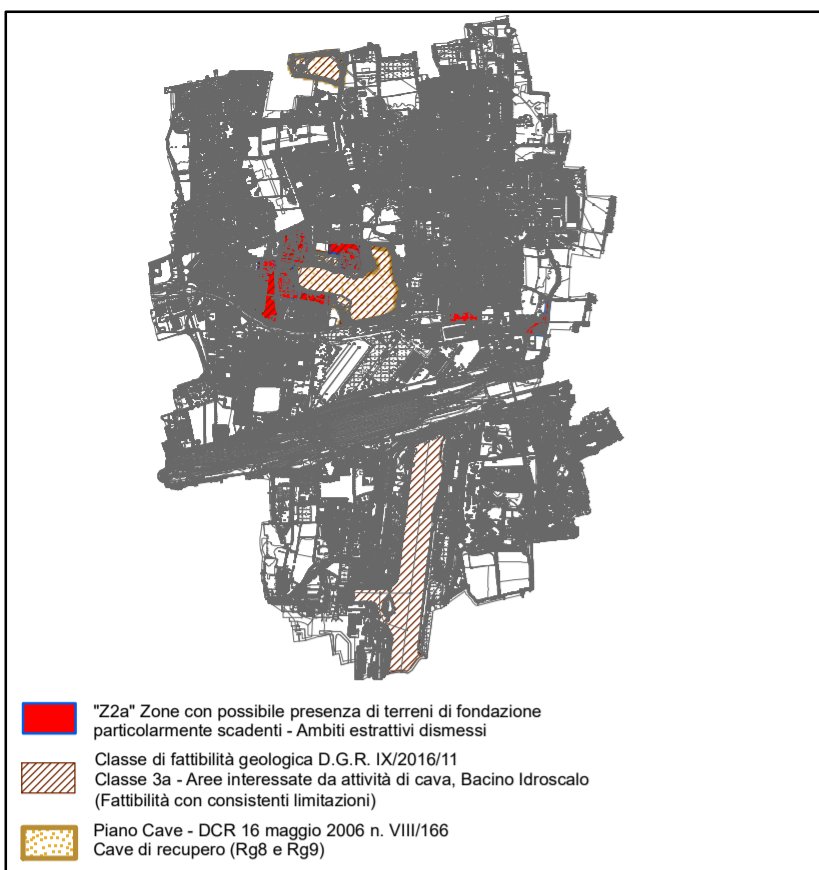 "Z2a" Zone con possibile presenza di terreni di fondazione
particolarmente scadenti - Ambiti estrattivi dismessi
Classe di fattibilità geologica D.G.R. IX/2016/11
Classe 3a - Aree interessate da attività di cava, Bacino Idroscalo
(Fattibilità con consistenti limitazioni)
Piano Cave - DCR 16 maggio 2006 n. VIII/166
Cave di recupero (Rg8 e Rg9)